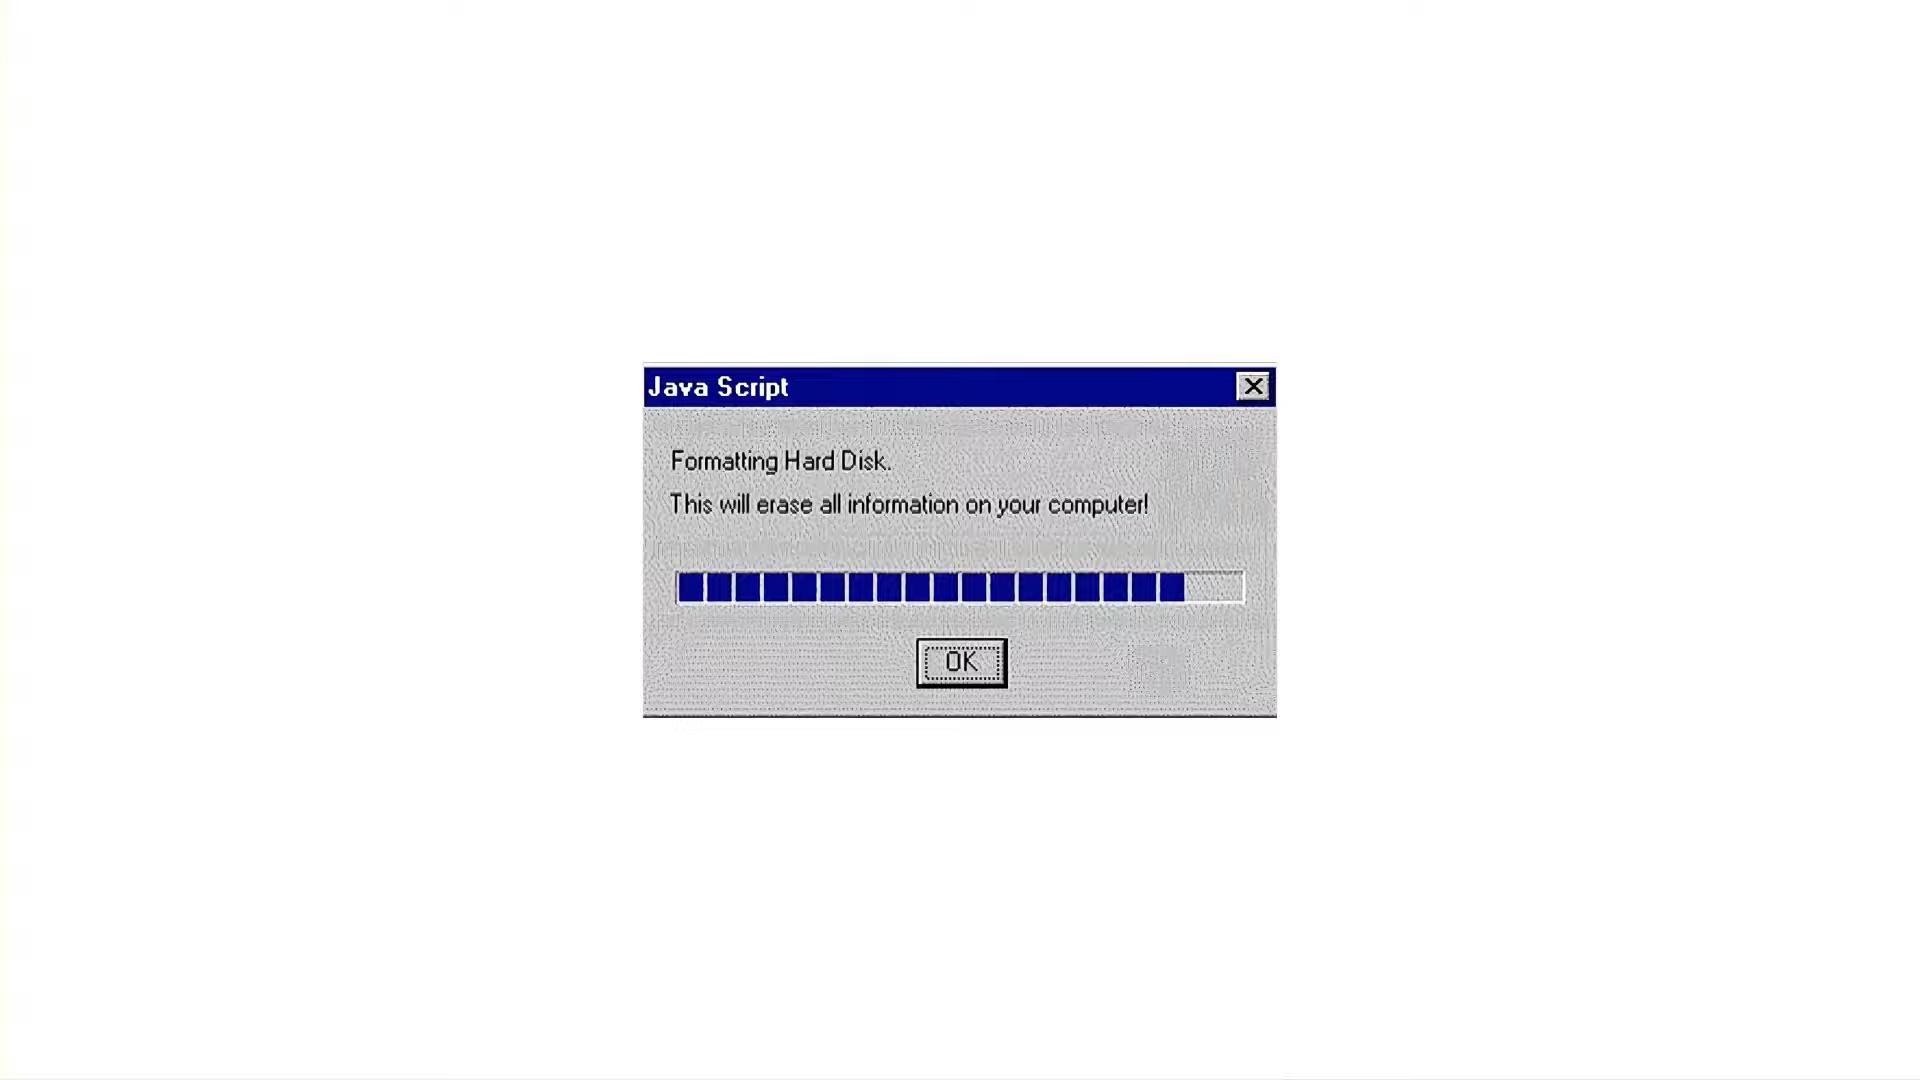 Java Script
Formatting Hard Disk.
This will erase all information on your computer!
OK